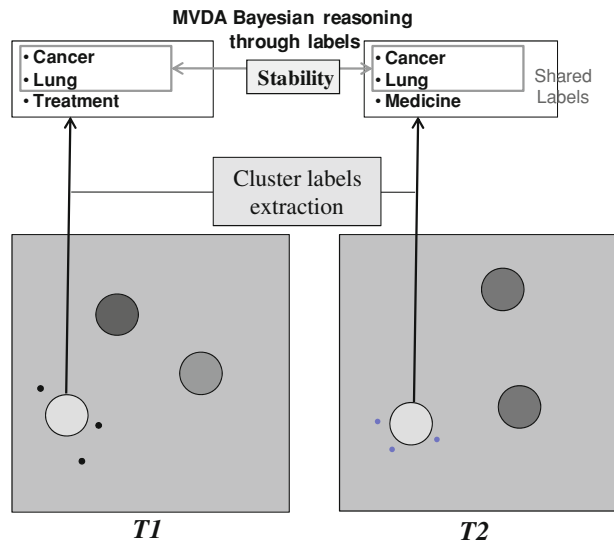 MVDA Bayesian reasoning
through labels
• Cancer
• Lung
• Treatment
Stability
• Cancer
• Lung
• Medicine
Shared
Labels
Cluster labels
extraction
T1
T2